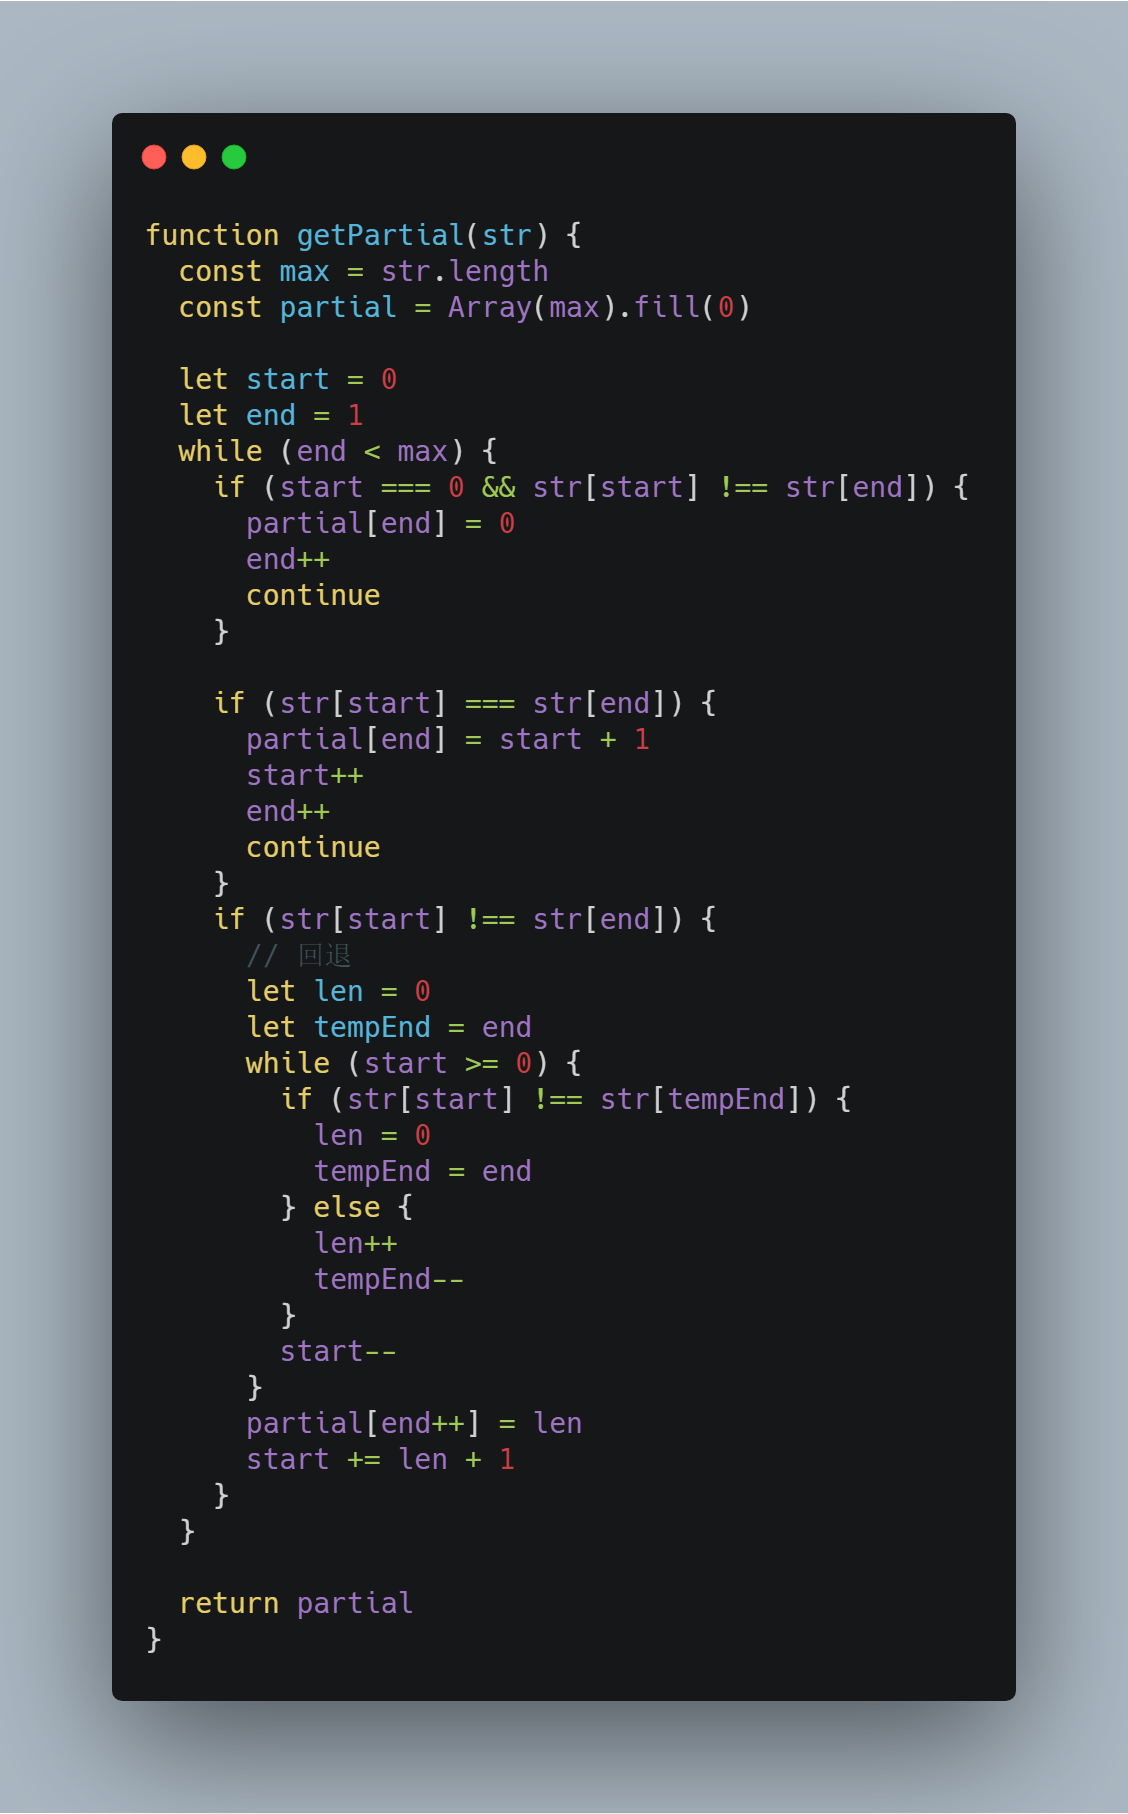 function getPartial(str) {
  const max = str.length
  const partial = Array(max).fill(0)

  let start = 0
  let end = 1
  while (end < max) {
    if (start === 0 && str[start] !== str[end]) {
      partial[end] = 0
      end++
      continue
    }

    if (str[start] === str[end]) {
      partial[end] = start + 1
      start++
      end++
      continue
    }
    if (str[start] !== str[end]) {
      // 回退
      let len = 0
      let tempEnd = end
      while (start >= 0) {
        if (str[start] !== str[tempEnd]) {
          len = 0
          tempEnd = end
        } else {
          len++
          tempEnd--
        }
        start--
      }
      partial[end++] = len
      start += len + 1
    }
  }

  return partial
}